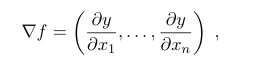 ∇f = ( ∂y/∂x₁ , . . . , ∂y/∂xₙ ) ,